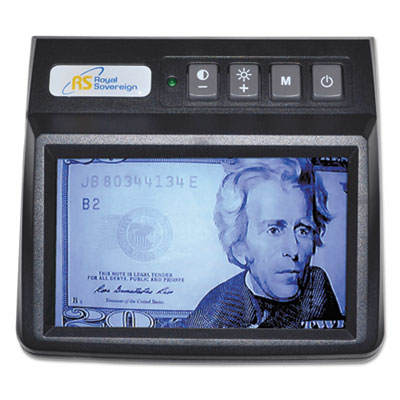 RS Royal
Sovereign
− + M
JB 80344134 E
B2
THIS NOTE IS LEGAL TENDER
FOR ALL DEBTS, PUBLIC AND PRIVATE
Treasurer of the United States.